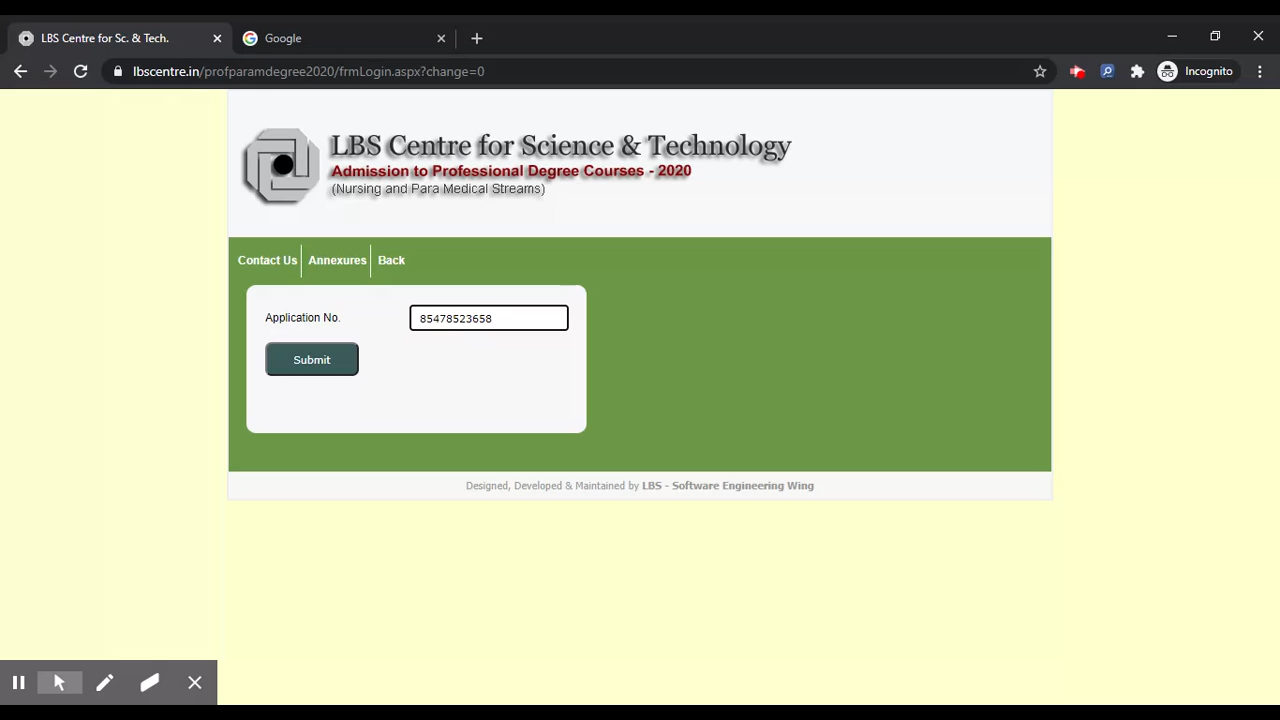 LBS Centre for Sc. & Tech.
Google
lbscentre.in/profparamdegree2020/frmLogin.aspx?change=0
Incognito
LBS Centre for Science & Technology
Admission to Professional Degree Courses - 2020
(Nursing and Para Medical Streams)
Contact Us
Annexures
Back
Application No.
85478523658
Submit
Designed, Developed & Maintained by LBS - Software Engineering Wing